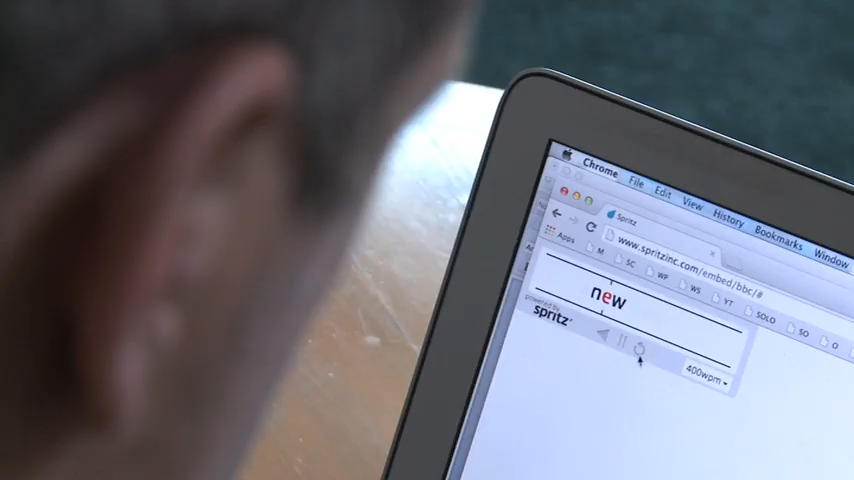 Chrome File Edit View History Bookmarks Window
Spritz
www.spritzinc.com/embed/bbc/#
Apps M SC WF WS YT SOLO SO O
new
powered by
spritz
400wpm